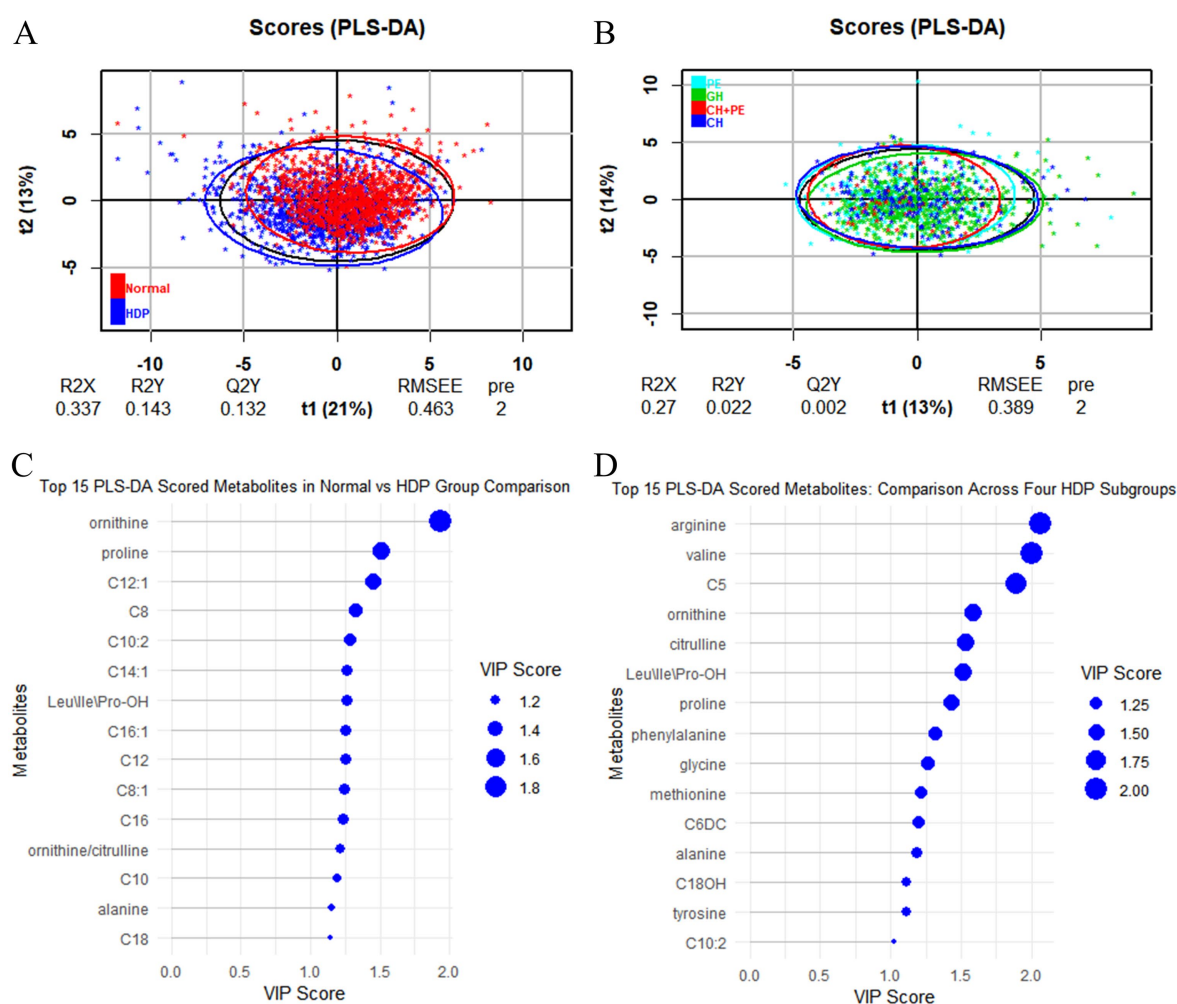 A
Scores (PLS-DA)
t2 (13%)
5
0
-5
Normal
HDP
-10
-5
0
5
10
R2X R2Y Q2Y RMSEE pre
0.337 0.143 0.132 t1 (21%) 0.463 2
B
Scores (PLS-DA)
t2 (14%)
10
5
0
-5
-10
PE
GH
CH+PE
CH
-5
0
5
R2X R2Y Q2Y RMSEE pre
0.27 0.022 0.002 t1 (13%) 0.389 2
C
Top 15 PLS-DA Scored Metabolites in Normal vs HDP Group Comparison
Metabolites
ornithine
proline
C12:1
C8
C10:2
C14:1
Leu\Ile\Pro-OH
C16:1
C12
C8:1
C16
ornithine/citrulline
C10
alanine
C18
0.0 0.5 1.0 1.5 2.0
VIP Score
VIP Score
1.2
1.4
1.6
1.8
D
Top 15 PLS-DA Scored Metabolites: Comparison Across Four HDP Subgroups
Metabolites
arginine
valine
C5
ornithine
citrulline
Leu\Ile\Pro-OH
proline
phenylalanine
glycine
methionine
C6DC
alanine
C18OH
tyrosine
C10:2
0.0 0.5 1.0 1.5 2.0
VIP Score
VIP Score
1.25
1.50
1.75
2.00